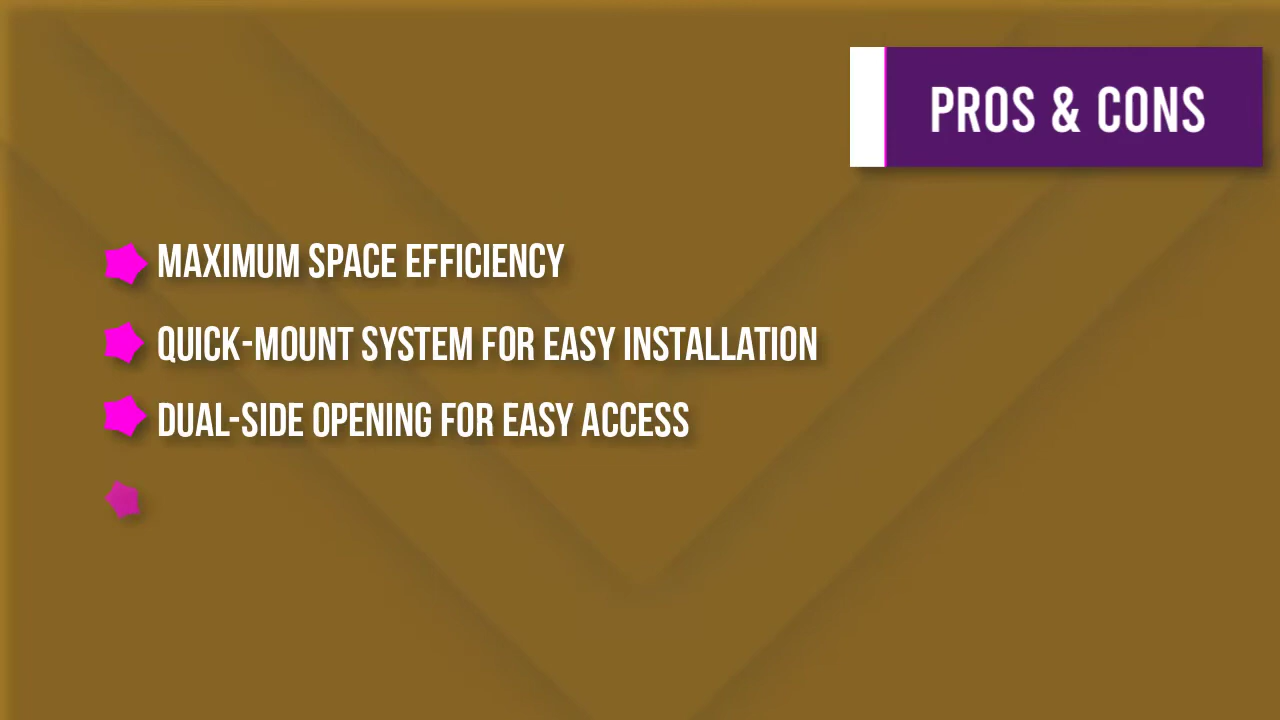 PROS & CONS
MAXIMUM SPACE EFFICIENCY
QUICK-MOUNT SYSTEM FOR EASY INSTALLATION
DUAL-SIDE OPENING FOR EASY ACCESS